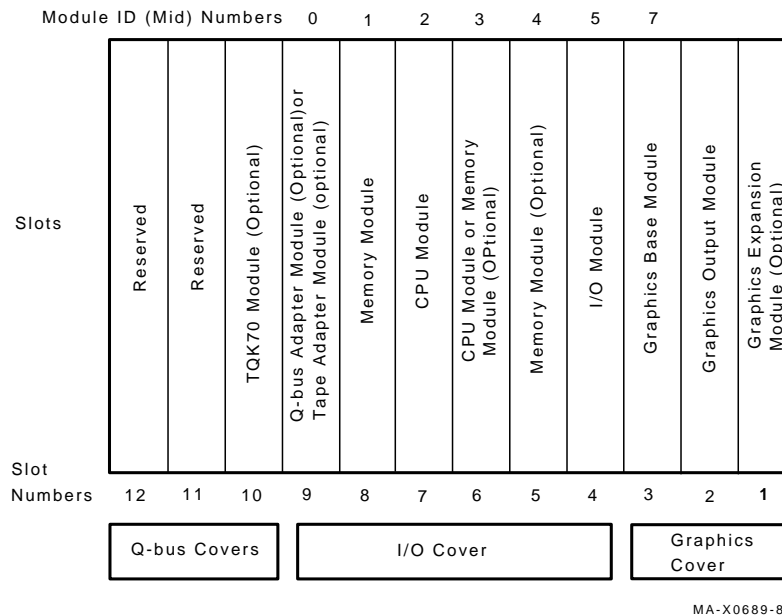 Module ID (Mid) Numbers 0 1 2 3 4 5 7
Slots
Reserved
Reserved
TQK70 Module (Optional)
Q-bus Adapter Module (Optional)or
Tape Adapter Module (optional)
Memory Module
CPU Module
CPU Module or Memory
Module (OPtional)
Memory Module (Optional)
I/O Module
Graphics Base Module
Graphics Output Module
Graphics Expansion
Module (Optional)
Slot
Numbers 12 11 10 9 8 7 6 5 4 3 2 1
Q-bus Covers
I/O Cover
Graphics
Cover
MA-X0689-8